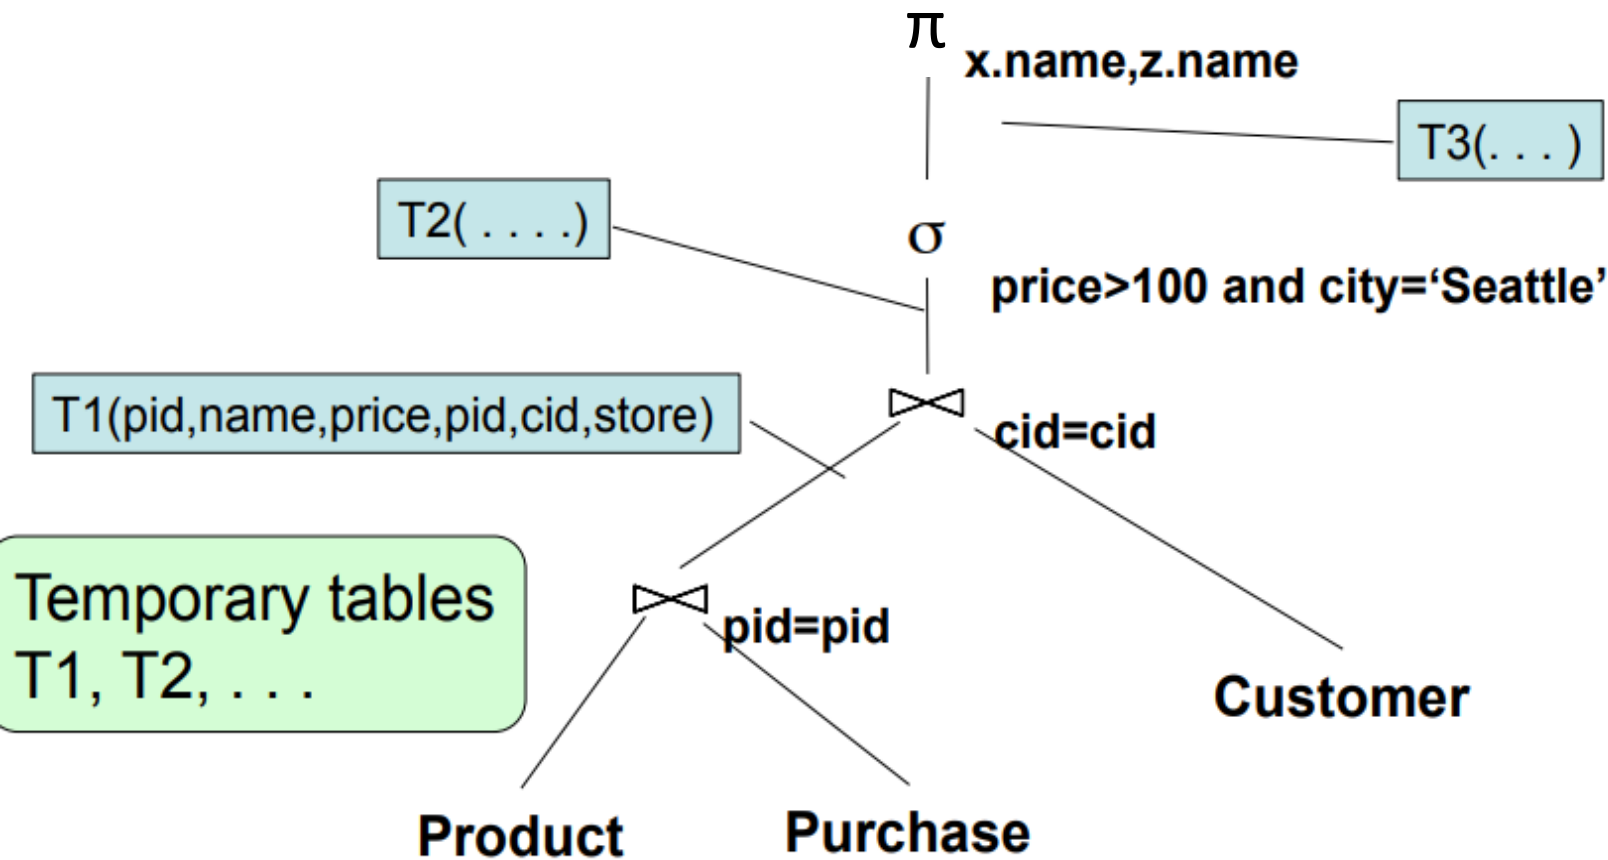 π
x.name,z.name
T3(. . . )
T2( . . . .)
σ
price>100 and city=‘Seattle’
T1(pid,name,price,pid,cid,store)
cid=cid
Temporary tables
T1, T2, . . .
pid=pid
Customer
Product
Purchase